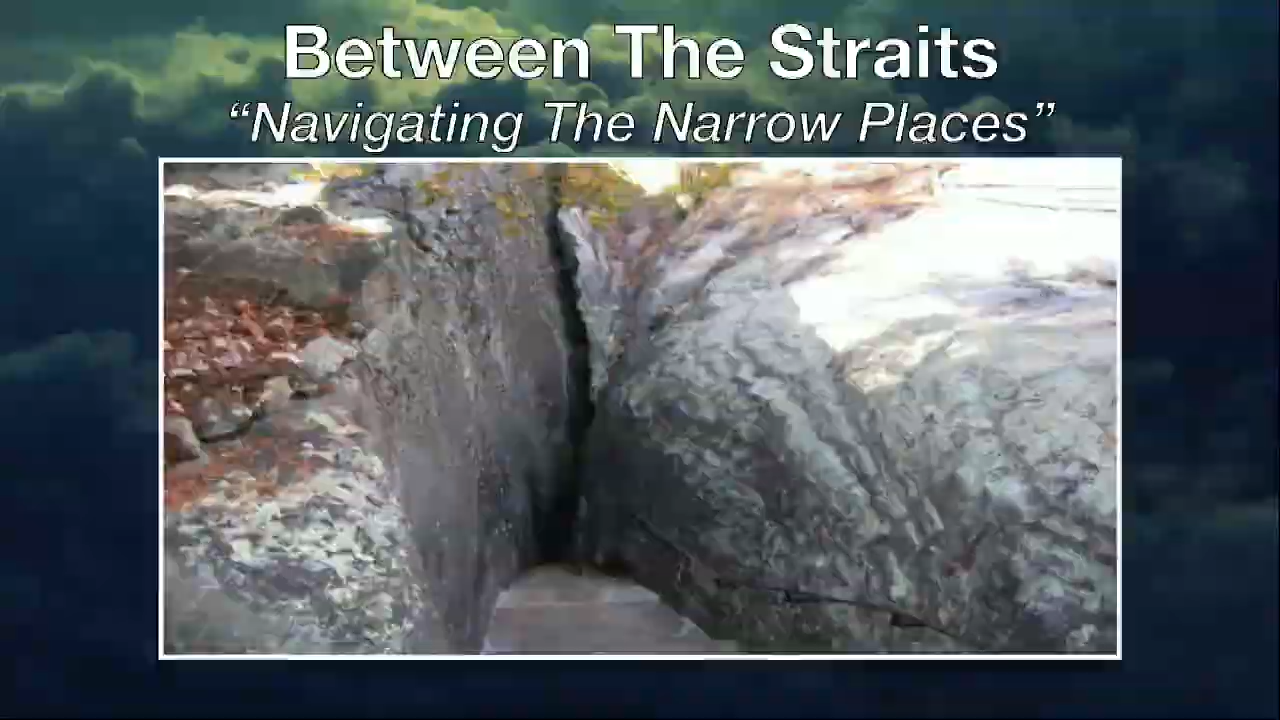 Between The Straits
“Navigating The Narrow Places”